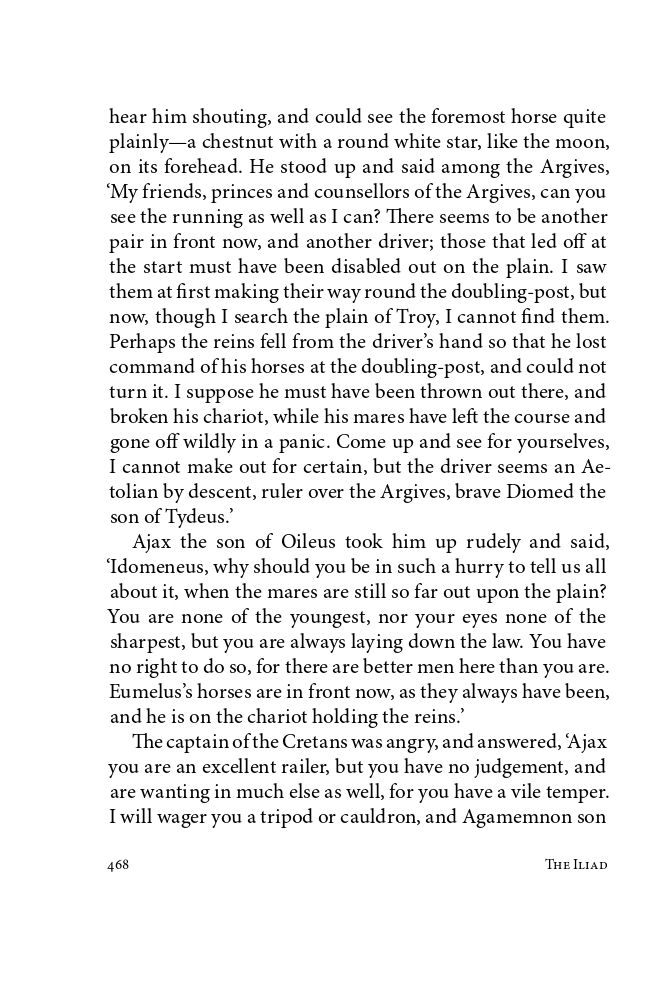 hear him shouting, and could see the foremost horse quite
plainly—a chestnut with a round white star, like the moon,
on its forehead. He stood up and said among the Argives,
‘My friends, princes and counsellors of the Argives, can you
see the running as well as I can? There seems to be another
pair in front now, and another driver; those that led off at
the start must have been disabled out on the plain. I saw
them at first making their way round the doubling-post, but
now, though I search the plain of Troy, I cannot find them.
Perhaps the reins fell from the driver’s hand so that he lost
command of his horses at the doubling-post, and could not
turn it. I suppose he must have been thrown out there, and
broken his chariot, while his mares have left the course and
gone off wildly in a panic. Come up and see for yourselves,
I cannot make out for certain, but the driver seems an Ae-
tolian by descent, ruler over the Argives, brave Diomed the
son of Tydeus.’
Ajax the son of Oileus took him up rudely and said,
‘Idomeneus, why should you be in such a hurry to tell us all
about it, when the mares are still so far out upon the plain?
You are none of the youngest, nor your eyes none of the
sharpest, but you are always laying down the law. You have
no right to do so, for there are better men here than you are.
Eumelus’s horses are in front now, as they always have been,
and he is on the chariot holding the reins.’
The captain of the Cretans was angry, and answered, ‘Ajax
you are an excellent railer, but you have no judgement, and
are wanting in much else as well, for you have a vile temper.
I will wager you a tripod or cauldron, and Agamemnon son
468 The Iliad